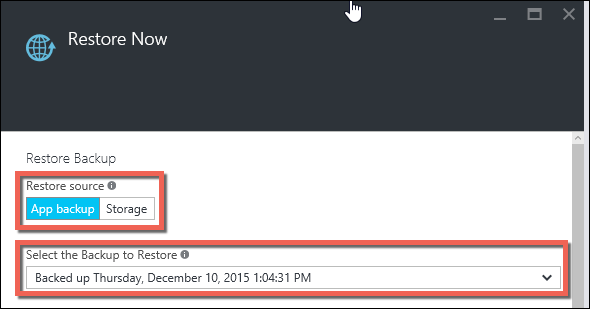 Restore Now
Restore Backup
Restore source
App backup Storage
Select the Backup to Restore
Backed up Thursday, December 10, 2015 1:04:31 PM